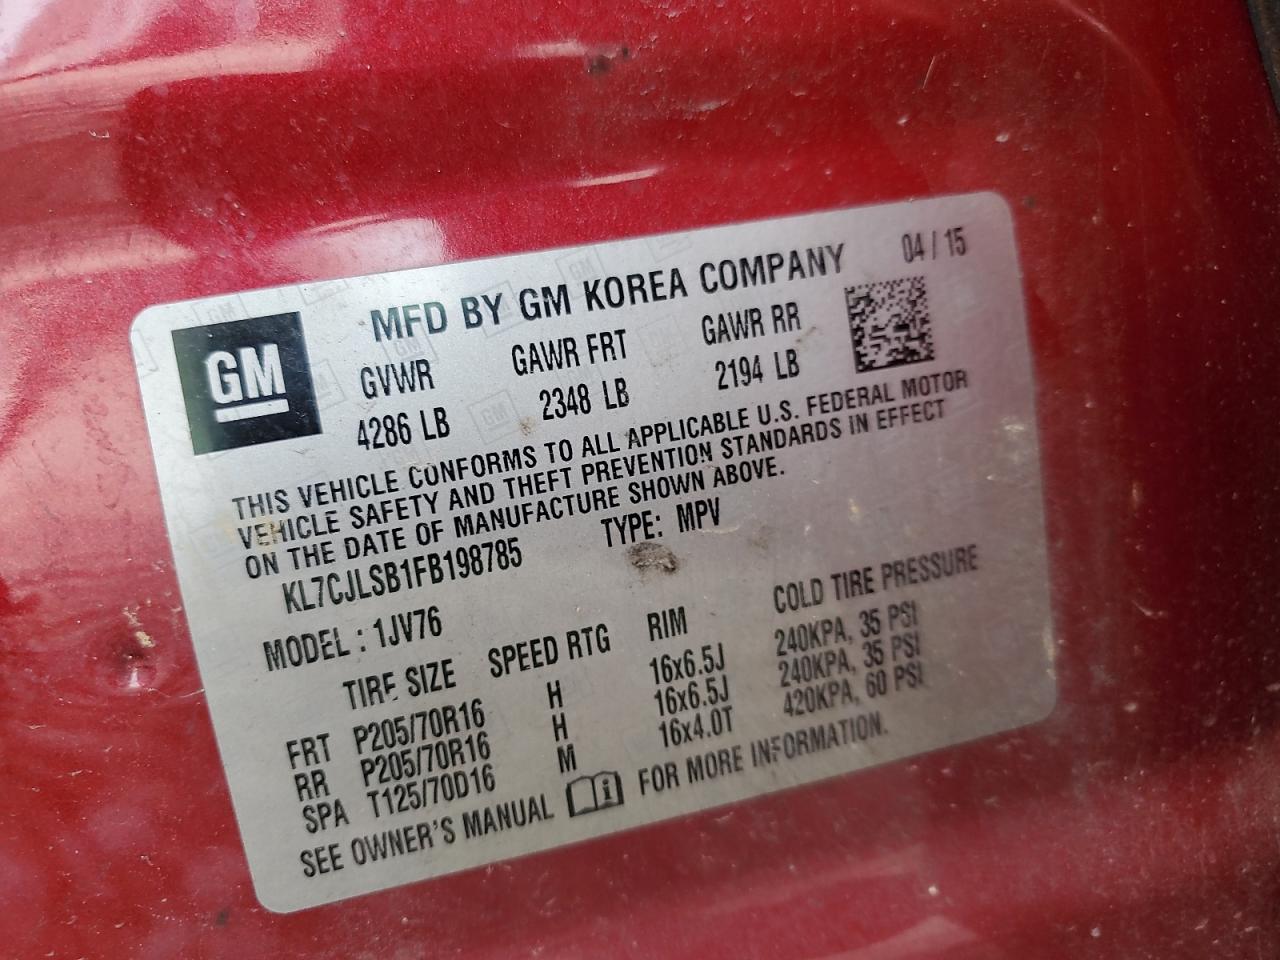 MFD BY GM KOREA COMPANY 04 / 15
GM
GVWR GAWR FRT GAWR RR
4286 LB 2348 LB 2194 LB
THIS VEHICLE CONFORMS TO ALL APPLICABLE U.S. FEDERAL MOTOR
VEHICLE SAFETY AND THEFT PREVENTION STANDARDS IN EFFECT
ON THE DATE OF MANUFACTURE SHOWN ABOVE.
KL7CJLSB1FB198785 TYPE: MPV
MODEL : 1JV76
TIRE SIZE SPEED RTG RIM COLD TIRE PRESSURE
FRT P205/70R16 H 16x6.5J 240KPA, 35 PSI
RR P205/70R16 H 16x6.5J 240KPA, 35 PSI
SPA T125/70D16 M 16x4.0T 420KPA, 60 PSI
SEE OWNER'S MANUAL FOR MORE INFORMATION.